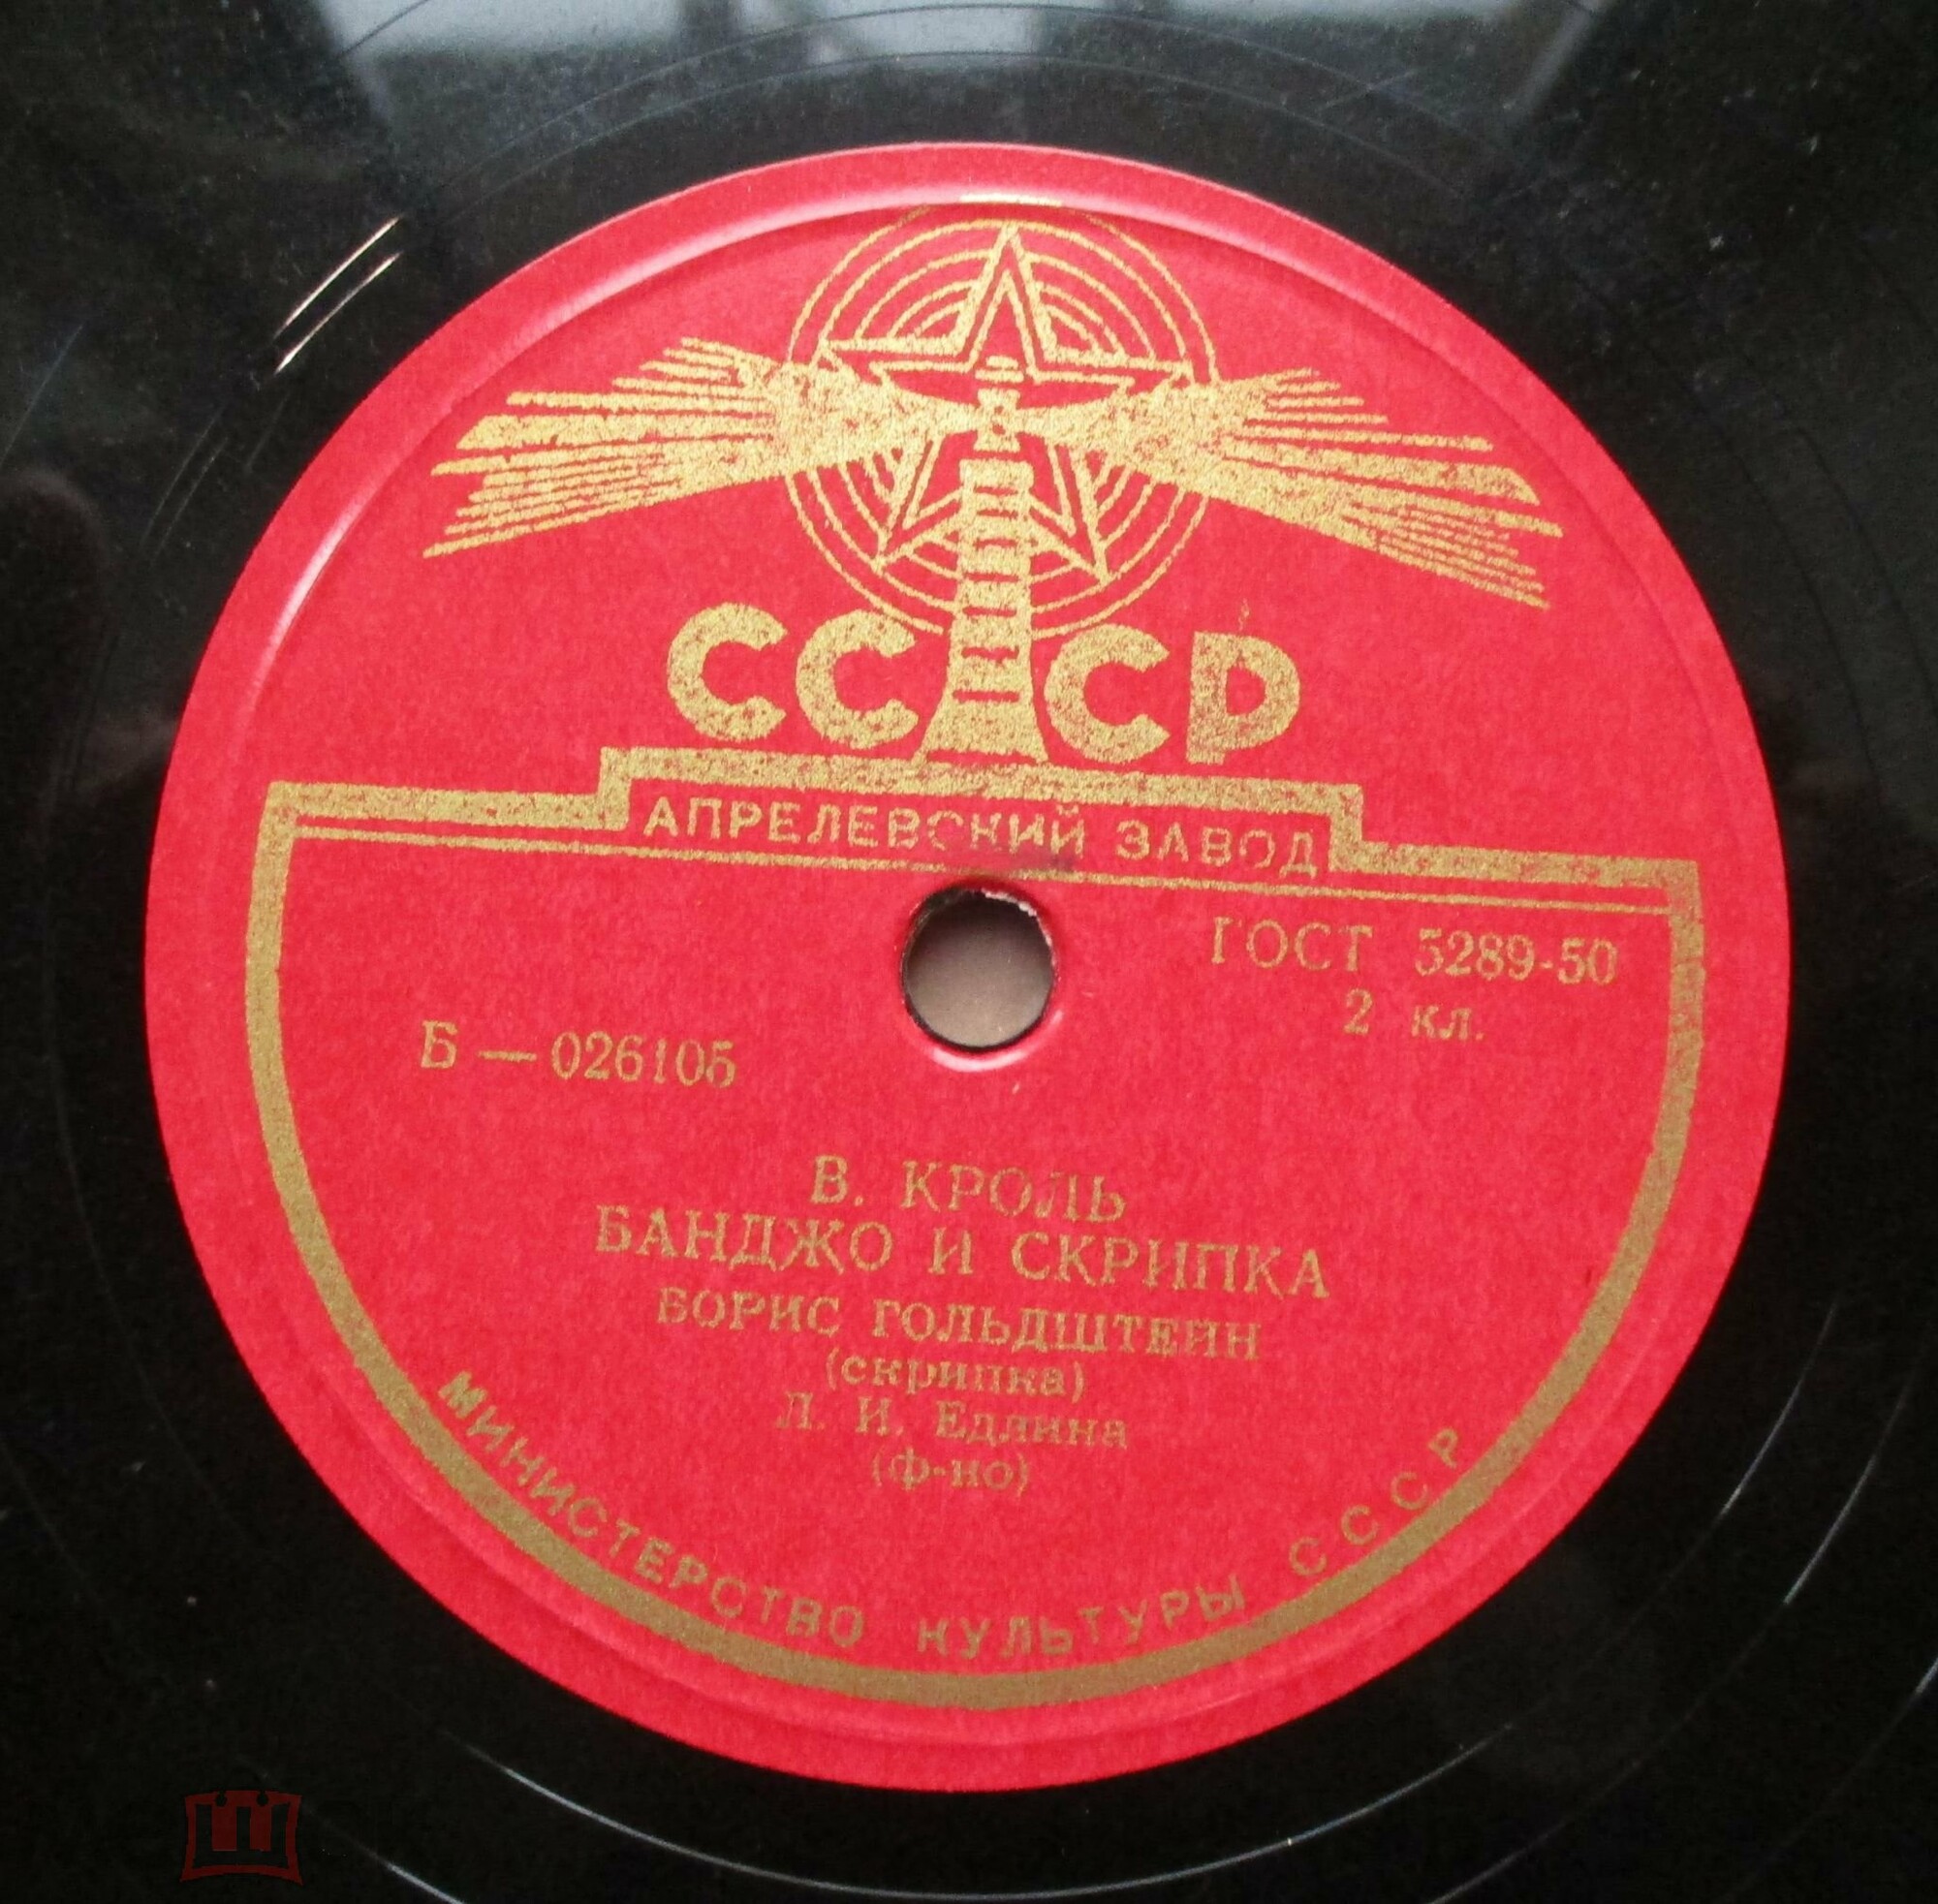 СССР
АПРЕЛЕВСКИЙ ЗАВОД
ГОСТ 5289-50
2 кл.
Б — 026105
В. КРОЛЬ
БАНДЖО И СКРИПКА
БОРИС ГОЛЬДШТЕЙН
(скрипка)
Л. И. Едлина
(ф-но)
МИНИСТЕРСТВО КУЛЬТУРЫ СССР